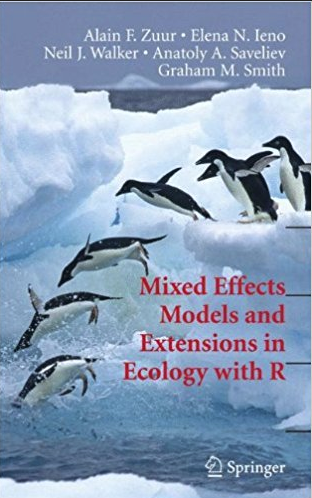 Alain F. Zuur • Elena N. Ieno
Neil J. Walker • Anatoly A. Saveliev
Graham M. Smith
Mixed Effects
Models and
Extensions in
Ecology with R
Springer